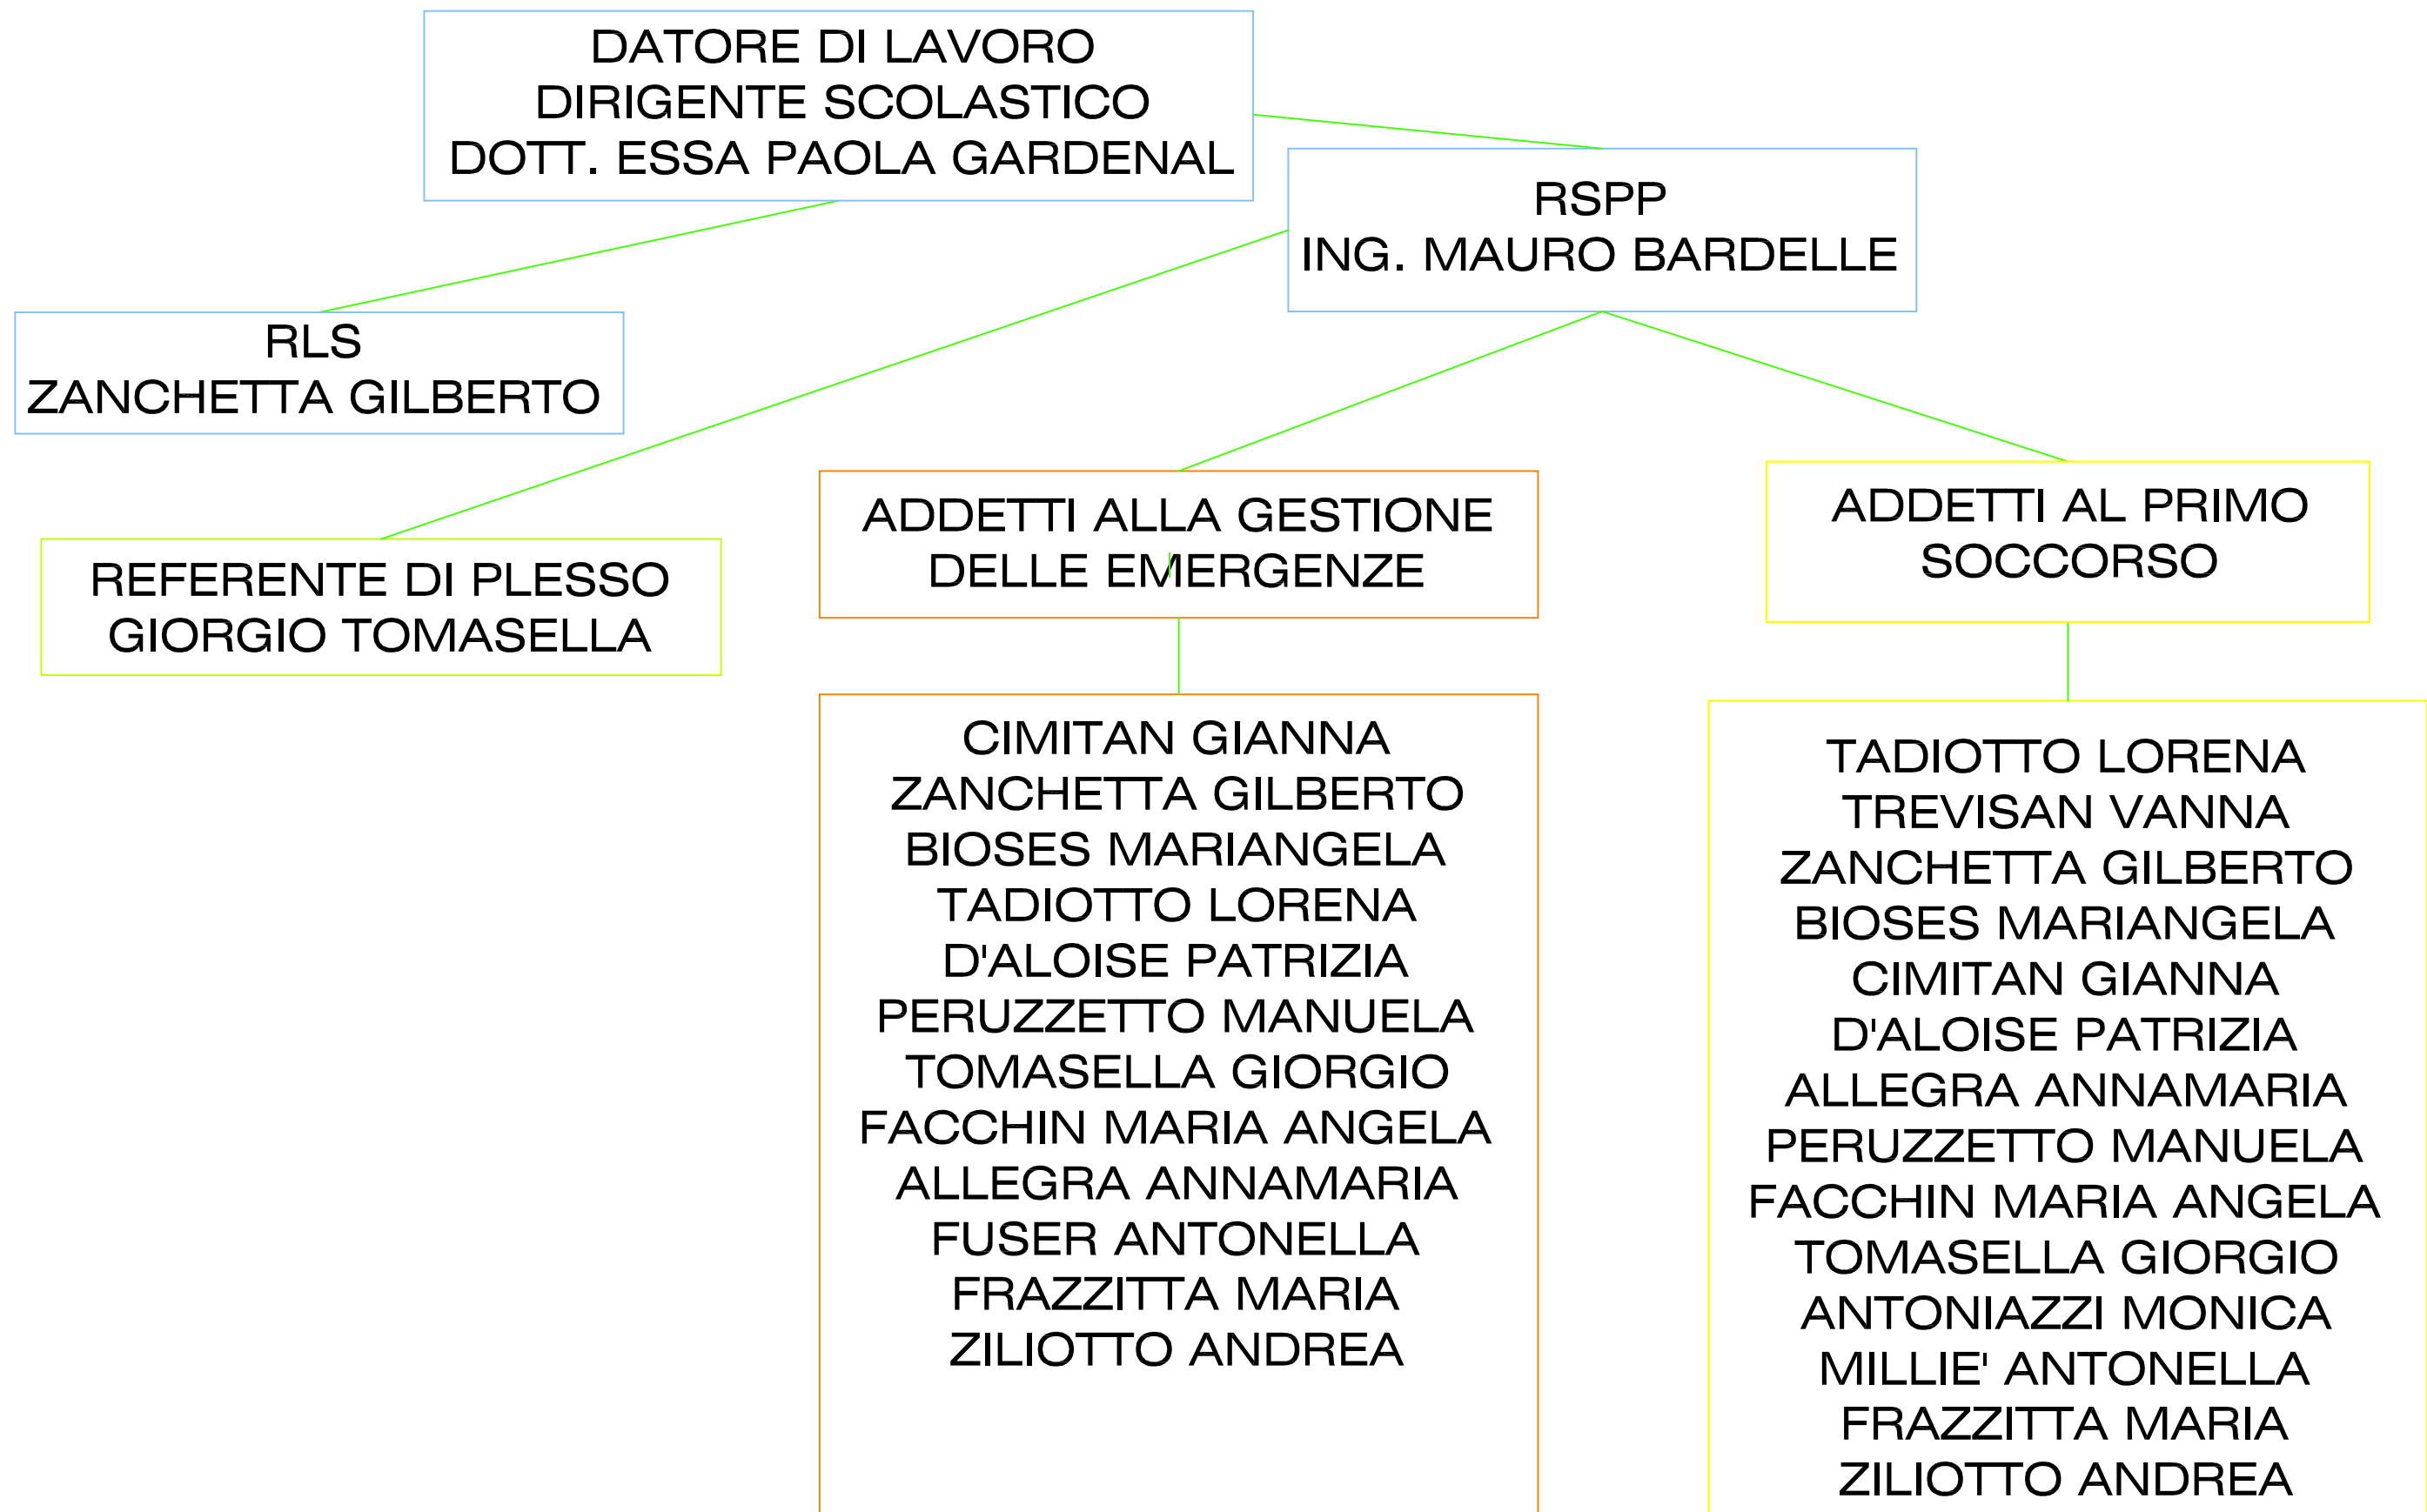 DATORE DI LAVORO
DIRIGENTE SCOLASTICO
DOTT. ESSA PAOLA GARDENAL
RSPP
ING. MAURO BARDELLE
RLS
ZANCHETTA GILBERTO
REFERENTE DI PLESSO
GIORGIO TOMASELLA
ADDETTI ALLA GESTIONE
DELLE EMERGENZE
CIMITAN GIANNA
ZANCHETTA GILBERTO
BIOSES MARIANGELA
TADIOTTO LORENA
D'ALOISE PATRIZIA
PERUZZETTO MANUELA
TOMASELLA GIORGIO
FACCHIN MARIA ANGELA
ALLEGRA ANNAMARIA
FUSER ANTONELLA
FRAZZITTA MARIA
ZILIOTTO ANDREA
ADDETTI AL PRIMO
SOCCORSO
TADIOTTO LORENA
TREVISAN VANNA
ZANCHETTA GILBERTO
BIOSES MARIANGELA
CIMITAN GIANNA
D'ALOISE PATRIZIA
ALLEGRA ANNAMARIA
PERUZZETTO MANUELA
FACCHIN MARIA ANGELA
TOMASELLA GIORGIO
ANTONIAZZI MONICA
MILLIE' ANTONELLA
FRAZZITTA MARIA
ZILIOTTO ANDREA